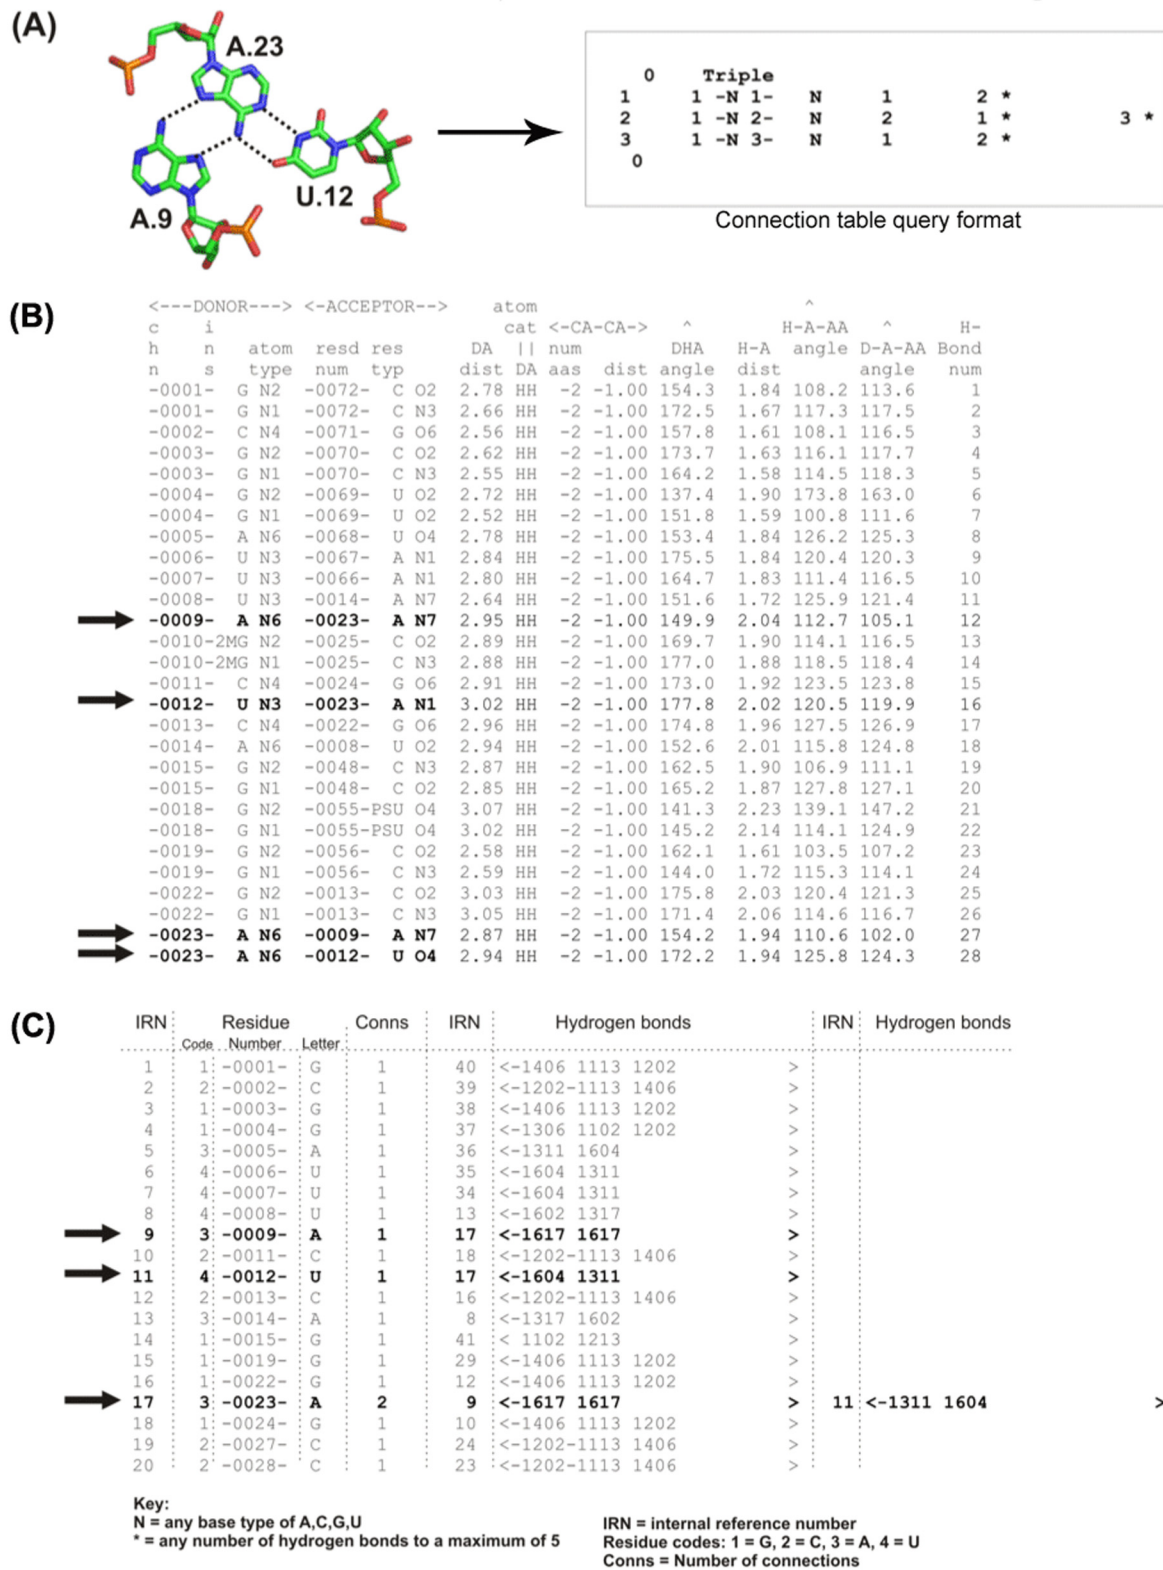 (A)
A.23
A.9
U.12
0 Triple
1 1 -N 1- N 1 2 *
2 1 -N 2- N 2 1 * 3 *
3 1 -N 3- N 1 2 *
0
Connection table query format
(B)
<---DONOR---> <-ACCEPTOR--> atom ^
c i cat <-CA-CA-> ^ H-A-AA ^ H-
h n atom resd res DA || num DHA H-A angle D-A-AA Bond
n s type num typ dist DA aas dist angle dist angle num
-0001- G N2 -0072- C O2 2.78 HH -2 -1.00 154.3 1.84 108.2 113.6 1
-0001- G N1 -0072- C N3 2.66 HH -2 -1.00 172.5 1.67 117.3 117.5 2
-0002- C N4 -0071- G O6 2.56 HH -2 -1.00 157.8 1.61 108.1 116.5 3
-0003- G N2 -0070- C O2 2.62 HH -2 -1.00 173.7 1.63 116.1 117.7 4
-0003- G N1 -0070- C N3 2.55 HH -2 -1.00 164.2 1.58 114.5 118.3 5
-0004- G N2 -0069- U O2 2.72 HH -2 -1.00 137.4 1.90 173.8 163.0 6
-0004- G N1 -0069- U O2 2.52 HH -2 -1.00 151.8 1.59 100.8 111.6 7
-0005- A N6 -0068- U O4 2.78 HH -2 -1.00 153.4 1.84 126.2 125.3 8
-0006- U N3 -0067- A N1 2.84 HH -2 -1.00 175.5 1.84 120.4 120.3 9
-0007- U N3 -0066- A N1 2.80 HH -2 -1.00 164.7 1.83 111.4 116.5 10
-0008- U N3 -0014- A N7 2.64 HH -2 -1.00 151.6 1.72 125.9 121.4 11
-0009- A N6 -0023- A N7 2.95 HH -2 -1.00 149.9 2.04 112.7 105.1 12
-0010-2MG N2 -0025- C O2 2.89 HH -2 -1.00 169.7 1.90 114.1 116.5 13
-0010-2MG N1 -0025- C N3 2.88 HH -2 -1.00 177.0 1.88 118.5 118.4 14
-0011- C N4 -0024- G O6 2.91 HH -2 -1.00 173.0 1.92 123.5 123.8 15
-0012- U N3 -0023- A N1 3.02 HH -2 -1.00 177.8 2.02 120.5 119.9 16
-0013- C N4 -0022- G O6 2.96 HH -2 -1.00 174.8 1.96 127.5 126.9 17
-0014- A N6 -0008- U O2 2.94 HH -2 -1.00 152.6 2.01 115.8 124.8 18
-0015- G N2 -0048- C N3 2.87 HH -2 -1.00 162.5 1.90 106.9 111.1 19
-0015- G N1 -0048- C O2 2.85 HH -2 -1.00 165.2 1.87 127.8 127.1 20
-0018- G N2 -0055-PSU O4 3.07 HH -2 -1.00 141.3 2.23 139.1 147.2 21
-0018- G N1 -0055-PSU O4 3.02 HH -2 -1.00 145.2 2.14 114.1 124.9 22
-0019- G N2 -0056- C O2 2.58 HH -2 -1.00 162.1 1.61 103.5 107.2 23
-0019- G N1 -0056- C N3 2.59 HH -2 -1.00 144.0 1.72 115.3 114.1 24
-0022- G N2 -0013- C O2 3.03 HH -2 -1.00 175.8 2.03 120.4 121.3 25
-0022- G N1 -0013- C N3 3.05 HH -2 -1.00 171.4 2.06 114.6 116.7 26
-0023- A N6 -0009- A N7 2.87 HH -2 -1.00 154.2 1.94 110.6 102.0 27
-0023- A N6 -0012- U O4 2.94 HH -2 -1.00 172.2 1.94 125.8 124.3 28
(C)
IRN Residue Conns IRN Hydrogen bonds IRN Hydrogen bonds
Code Number Letter
1 1 -0001- G 1 40 <-1406 1113 1202 >
2 2 -0002- C 1 39 <-1202-1113 1406 >
3 1 -0003- G 1 38 <-1406 1113 1202 >
4 1 -0004- G 1 37 <-1306 1102 1202 >
5 3 -0005- A 1 36 <-1311 1604 >
6 4 -0006- U 1 35 <-1604 1311 >
7 4 -0007- U 1 34 <-1604 1311 >
8 4 -0008- U 1 13 <-1602 1317 >
9 3 -0009- A 1 17 <-1617 1617 >
10 2 -0011- C 1 18 <-1202-1113 1406 >
11 4 -0012- U 1 17 <-1604 1311 >
12 2 -0013- C 1 16 <-1202-1113 1406 >
13 3 -0014- A 1 8 <-1317 1602 >
14 1 -0015- G 1 41 < 1102 1213 >
15 1 -0019- G 1 29 <-1406 1113 1202 >
16 1 -0022- G 1 12 <-1406 1113 1202 >
17 3 -0023- A 2 9 <-1617 1617 > 11 <-1311 1604 >
18 1 -0024- G 1 10 <-1406 1113 1202 >
19 2 -0027- C 1 24 <-1202-1113 1406 >
20 2 -0028- C 1 23 <-1202-1113 1406 >
Key:
N = any base type of A,C,G,U
* = any number of hydrogen bonds to a maximum of 5
IRN = internal reference number
Residue codes: 1 = G, 2 = C, 3 = A, 4 = U
Conns = Number of connections